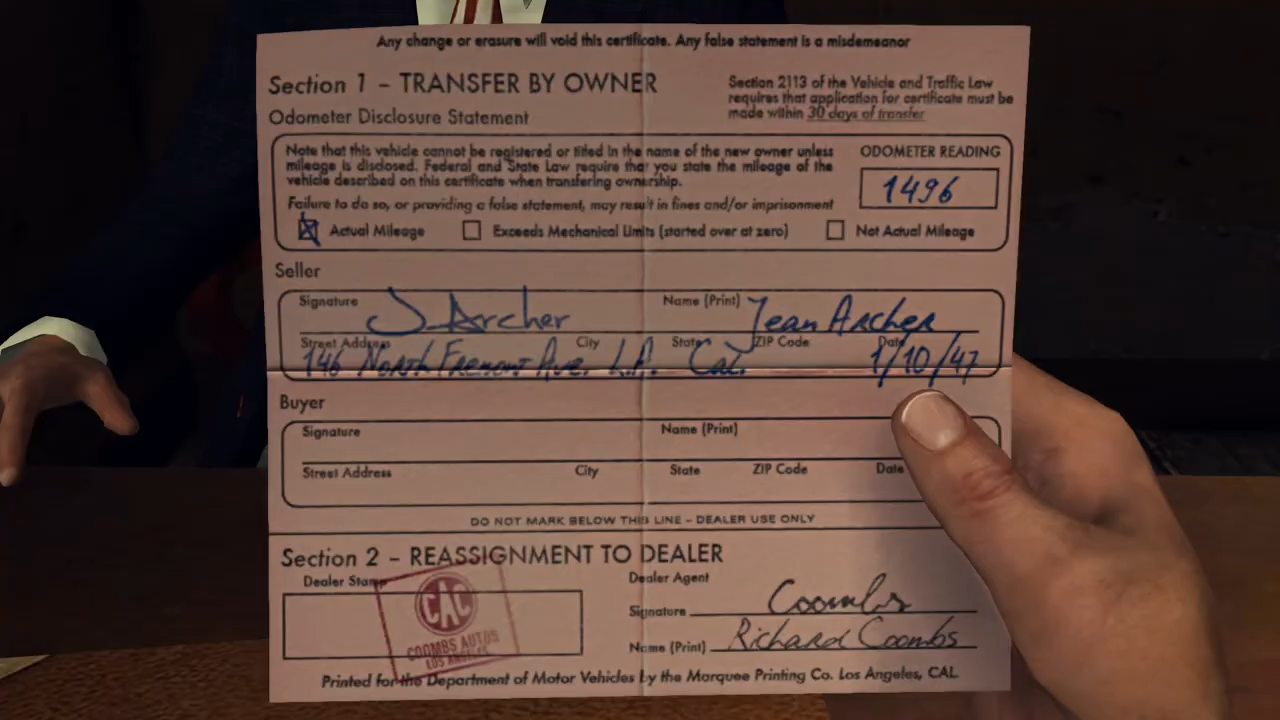 Any change or erasure will void this certificate. Any false statement is a misdemeanor
Section 1 – TRANSFER BY OWNER
Section 2113 of the Vehicle and Traffic Law
requires that application for certificate must be
made within 30 days of transfer
Odometer Disclosure Statement
Note that this vehicle cannot be registered or titled in the name of the new owner unless
mileage is disclosed. Federal and State Law require that you state the mileage of the
vehicle described on this certificate when transfering ownership.
Failure to do so, or providing a false statement, may result in fines and/or imprisonment
ODOMETER READING
1496
Actual Mileage Exceeds Mechanical Limits (started over at zero) Not Actual Mileage
Seller
Signature J Archer Name (Print) Jean Archer
Street Address City State ZIP Code Date
146 North Fremont Ave. L.A. Cal. 1/10/47
Buyer
Signature Name (Print)
Street Address City State ZIP Code Date
DO NOT MARK BELOW THIS LINE – DEALER USE ONLY
Section 2 – REASSIGNMENT TO DEALER
Dealer Stamp
CAC
COOMBS AUTOS
LOS ANGELES
Dealer Agent
Signature Coombs
Name (Print) Richard Coombs
Printed for the Department of Motor Vehicles by the Marquee Printing Co. Los Angeles, CAL